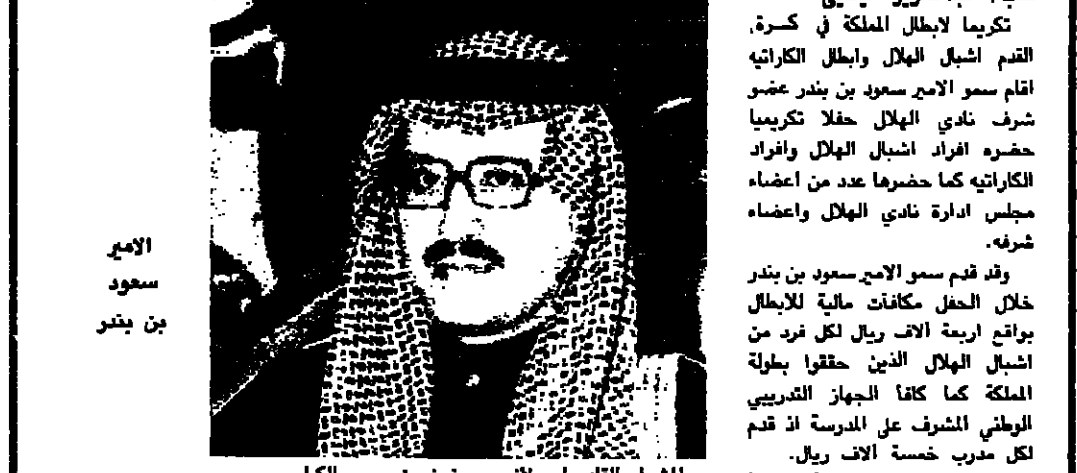 تكريما لابطال المملكة في كسرة.
القدم اشبال الهلال وابطال الكاراتيه
اقام سمو الامير سعود بن بندر عضو
شرف نادي الهلال حفلا تكريميا
حضره افراد اشبال الهلال وافراد
الكاراتيه كما حضرها عدد من اعضاء
مجلس ادارة نادي الهلال واعضاء
شرفه.
وقد قدم سمو الامير سعود بن بندر
خلال الحفل مكافآت مالية للابطال
بواقع اربعة الاف ريال لكل فرد من
اشبال الهلال الذين حققوا بطولة
المملكة كما كافأ الجهاز التدريبي
الوطني المشرف على المدرسة اذ قدم
لكل مدرب خمسة آلاف ريال.
الامير
سعود
بن بندر